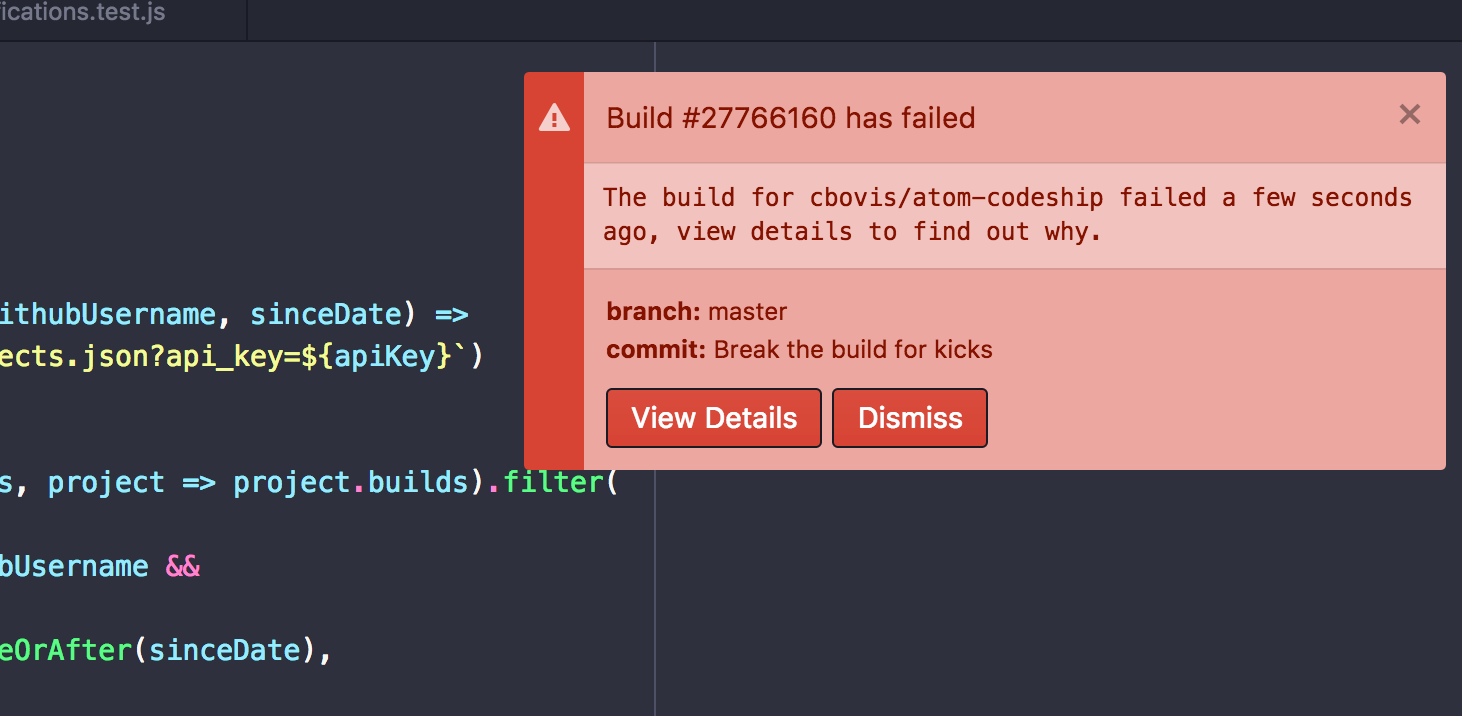 ications.test.js
Build #27766160 has failed
The build for cbovis/atom-codeship failed a few seconds
ago, view details to find out why.
branch: master
commit: Break the build for kicks
View Details
Dismiss
ithubUsername, sinceDate) =>
ects.json?api_key=${apiKey}`)
s, project => project.builds).filter(
bUsername &&
eOrAfter(sinceDate),